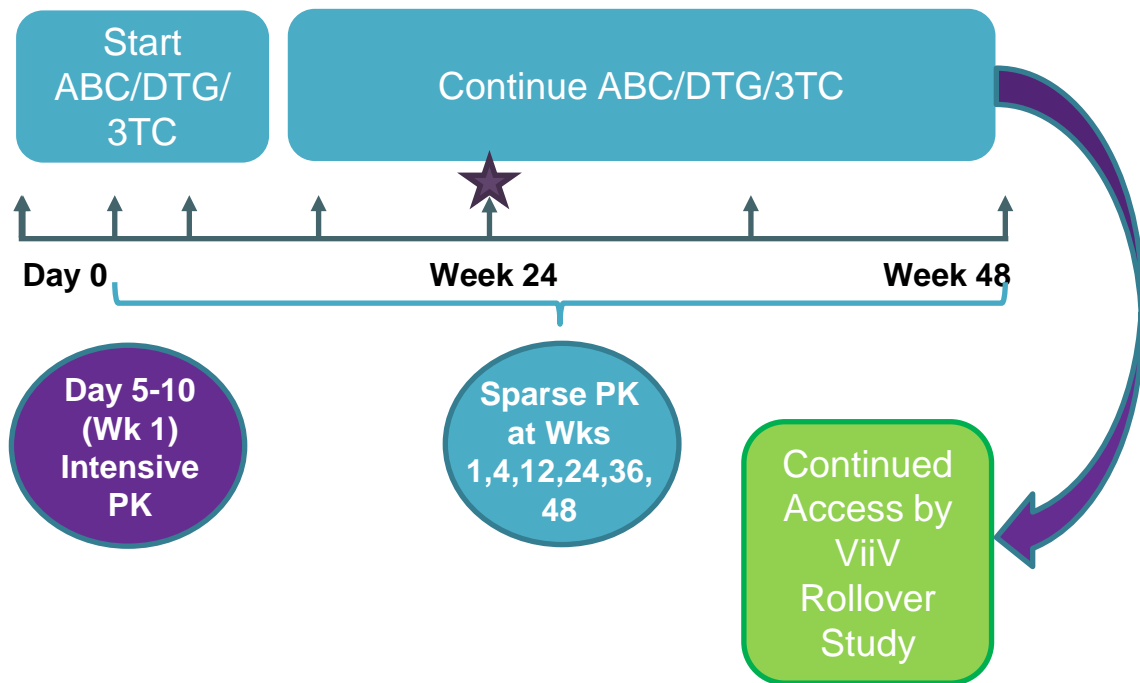 Start
ABC/DTG/
3TC
Continue ABC/DTG/3TC
Day 0
Week 24
Week 48
Day 5-10
(Wk 1)
Intensive
PK
Sparse PK
at Wks
1,4,12,24,36,
48
Continued
Access by
ViiV
Rollover
Study